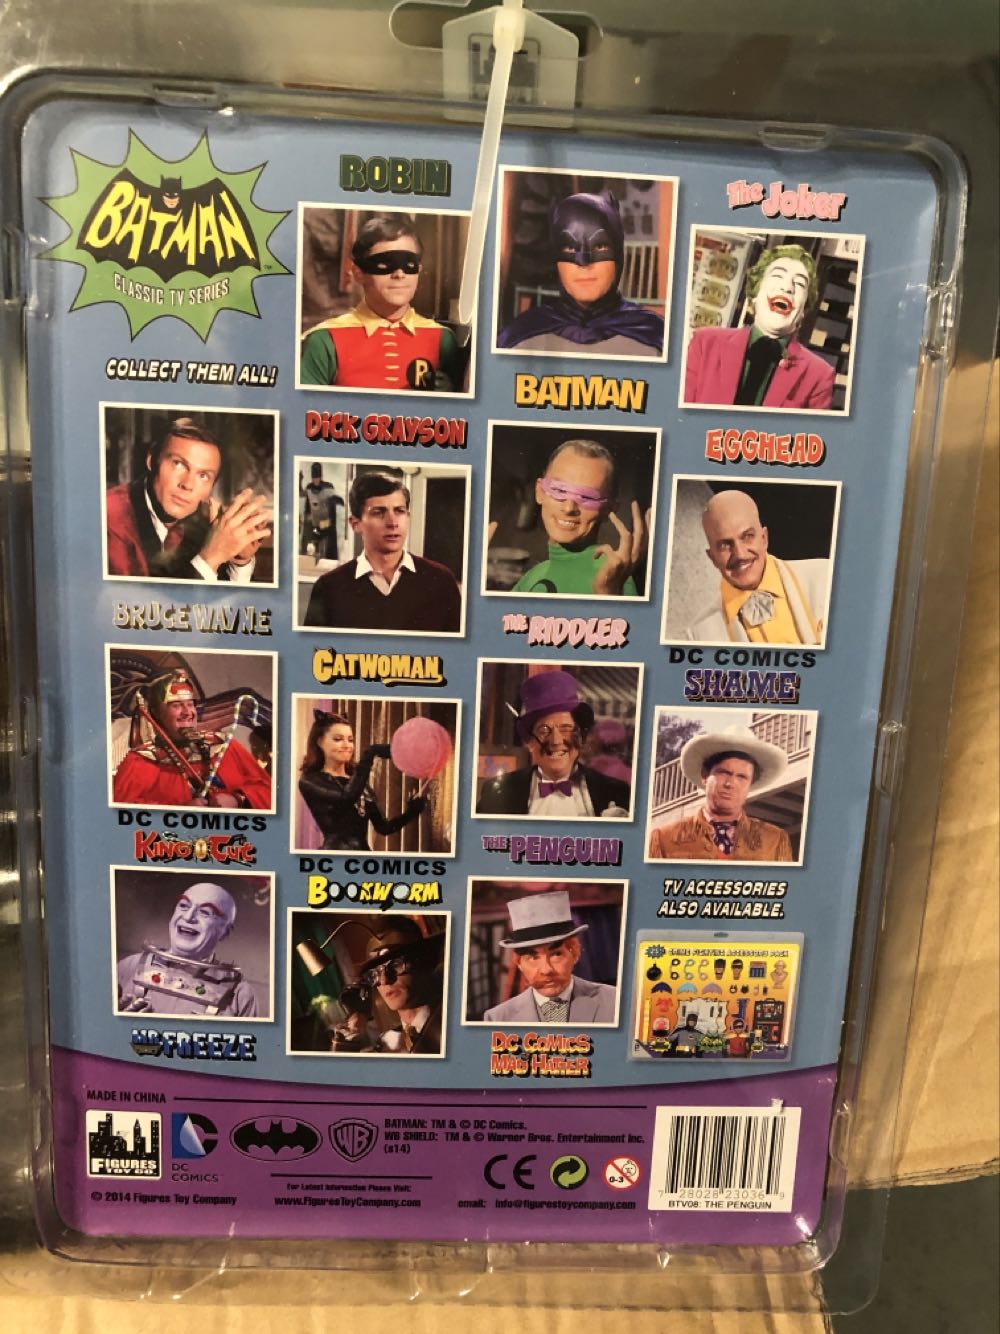 ROBIN
The Joker
BATMAN
CLASSIC TV SERIES
COLLECT THEM ALL!
R
BATMAN
DICK GRAYSON
EGGHEAD
BRUCE WAYNE
THE RIDDLER
CATWOMAN
DC COMICS
SHAME
DC COMICS
KING TUT
DC COMICS
BOOKWORM
THE PENGUIN
TV ACCESSORIES
ALSO AVAILABLE.
CRIME FIGHTING ACCESSORY PACK
MR. FREEZE
DC COMICS
MAD HATTER
MADE IN CHINA
FIGURES
TOY CO.
DC
COMICS
WB
BATMAN: TM & © DC Comics.
WB SHIELD: TM & © Warner Bros. Entertainment Inc.
(s14)
CE
0-3
© 2014 Figures Toy Company
For Latest Information Please Visit:
www.FiguresToyCompany.com
email: info@figurestoycompany.com
7 28028 23036 9
BTV08: THE PENGUIN